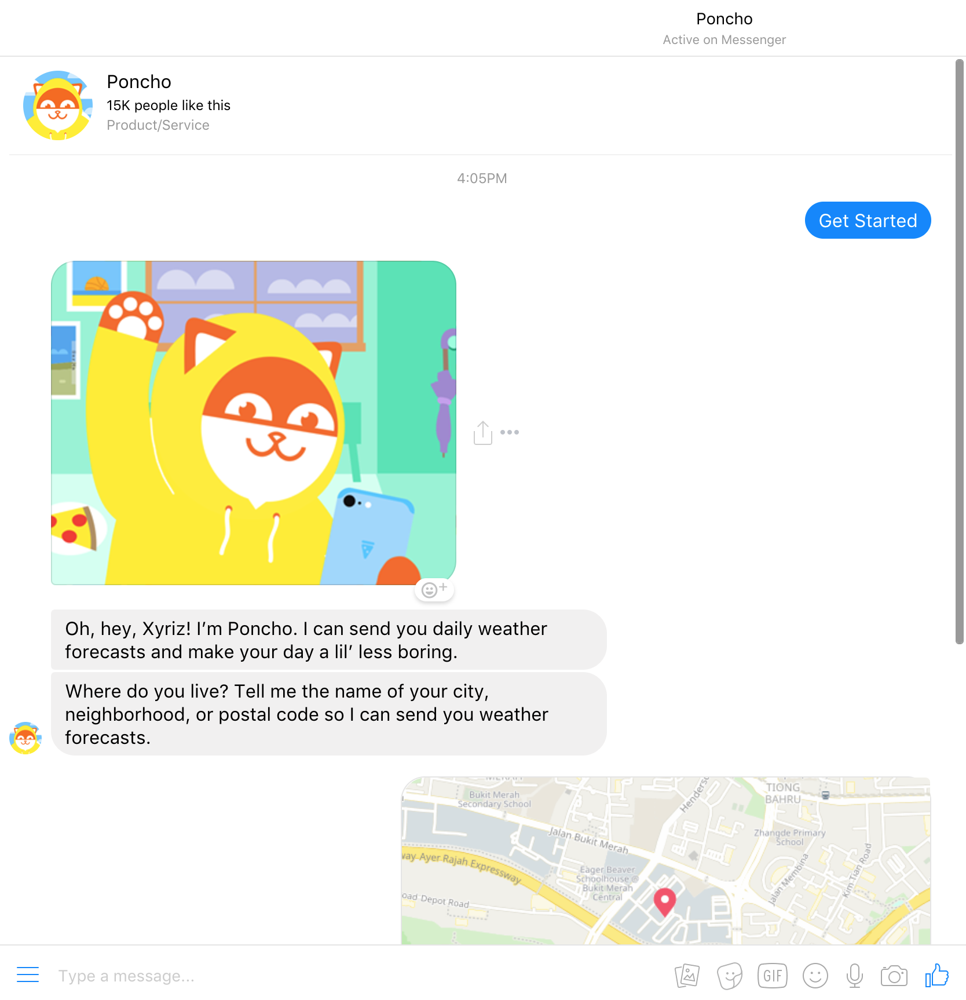 Poncho
Active on Messenger
Poncho
15K people like this
Product/Service
4:05PM
Get Started
Oh, hey, Xyriz! I’m Poncho. I can send you daily weather
forecasts and make your day a lil’ less boring.
Where do you live? Tell me the name of your city,
neighborhood, or postal code so I can send you weather
forecasts.
MERAH
Bukit Merah
Secondary School
Henderso
TIONG
BAHRU
Jalan Bukit Merah
Zhangde Primary
School
way Ayer Rajah Expressway
Eager Beaver
Schoolhouse @
Bukit Merah
Central
Jalan Membina
Kim Tian Road
oad Depot Road
Type a message...
GIF